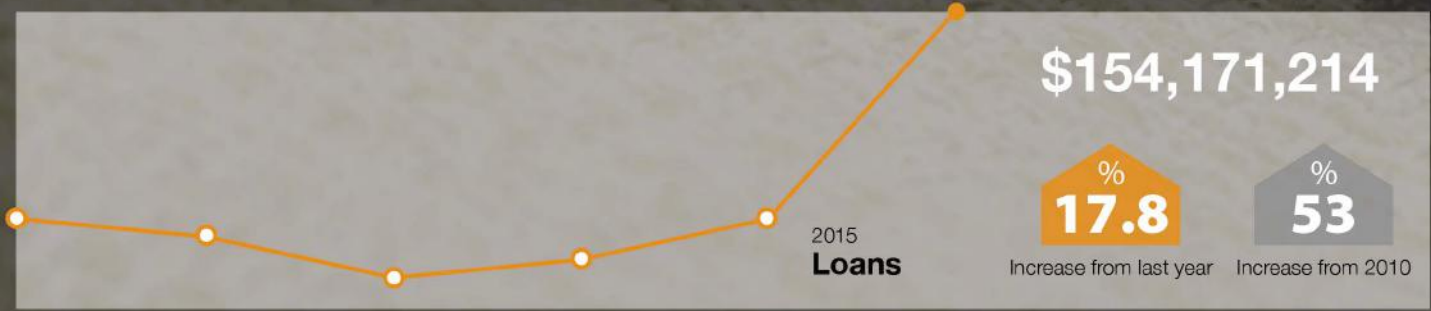 $154,171,214
%
17.8
Increase from last year
%
53
Increase from 2010
2015
Loans